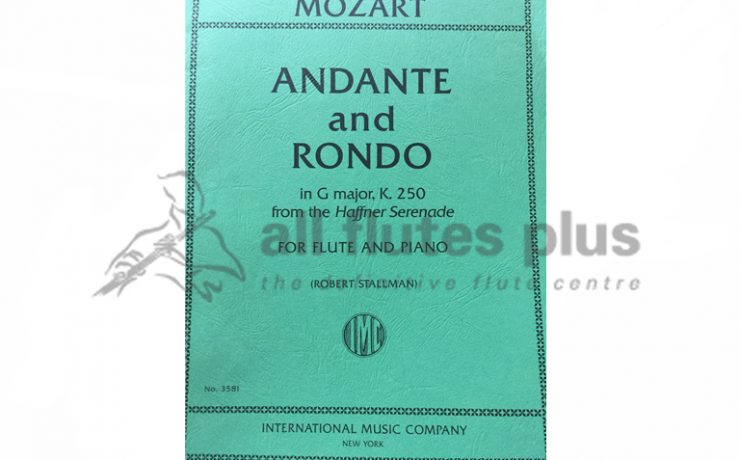 MOZART
ANDANTE
and
RONDO
in G major, K. 250
from the Haffner Serenade
all flutes plus
FOR FLUTE AND PIANO
the definitive flute centre
(ROBERT STALLMAN)
IMC
No. 3581
INTERNATIONAL MUSIC COMPANY
NEW YORK